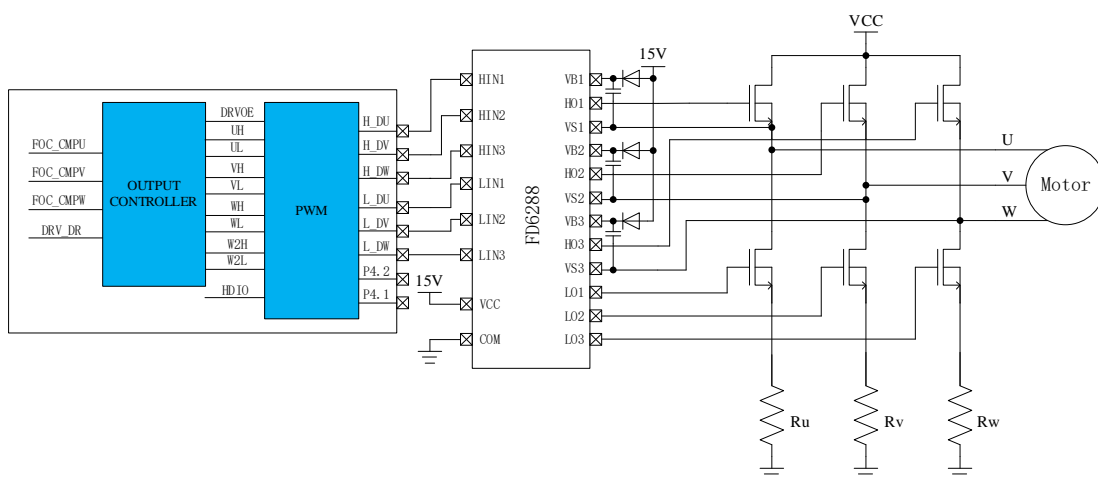 FOC_CMPU
FOC_CMPV
FOC_CMPW
DRV_DR
OUTPUT
CONTROLLER
DRVOE
UH
UL
VH
VL
WH
WL
W2H
W2L
HDIO
PWM
H_DU
H_DV
H_DW
L_DU
L_DV
L_DW
P4.2
P4.1
15V
HIN1
HIN2
HIN3
LIN1
LIN2
LIN3
VCC
COM
FD6288
VB1
HO1
VS1
VB2
HO2
VS2
VB3
HO3
VS3
LO1
LO2
LO3
15V
VCC
U
V
W
Motor
Ru
Rv
Rw